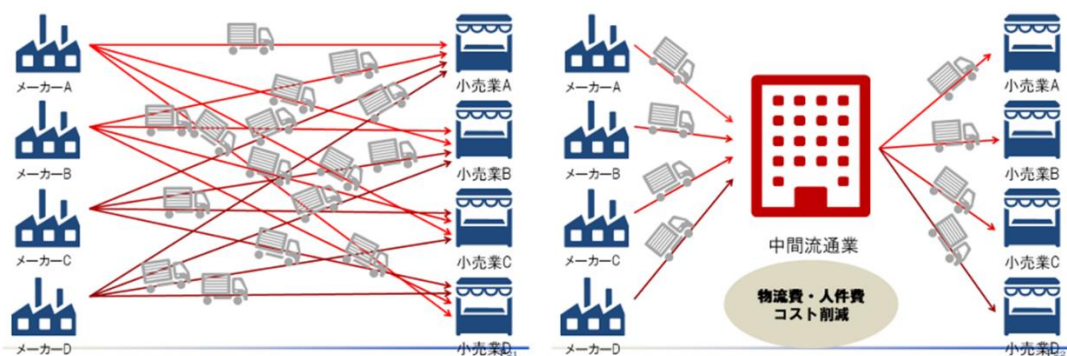 メーカーA
メーカーB
メーカーC
メーカーD
小売業A
小売業B
小売業C
小売業D
メーカーA
メーカーB
メーカーC
メーカーD
中間流通業
物流費・人件費
コスト削減
小売業A
小売業B
小売業C
小売業D